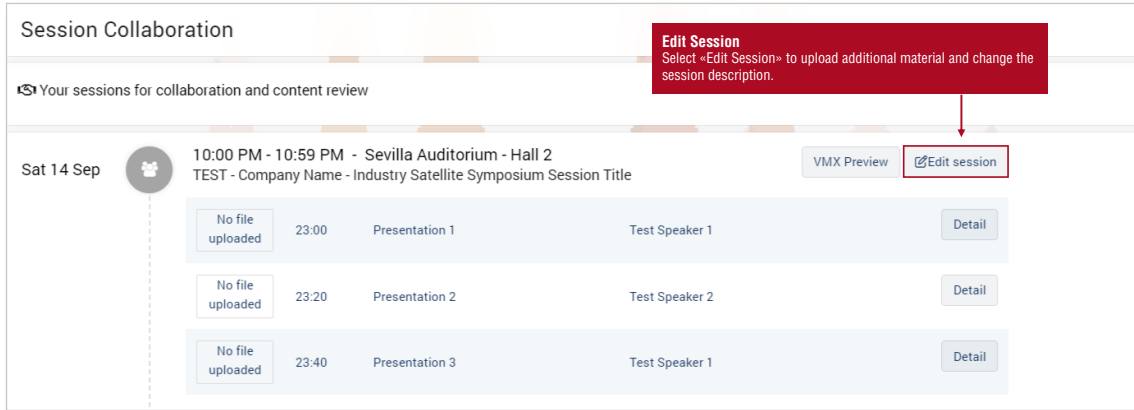 Session Collaboration
Edit Session
Select «Edit Session» to upload additional material and change the
session description.
Your sessions for collaboration and content review
Sat 14 Sep
10:00 PM - 10:59 PM - Sevilla Auditorium - Hall 2
TEST - Company Name - Industry Satellite Symposium Session Title
VMX Preview
Edit session
No file
uploaded
23:00
Presentation 1
Test Speaker 1
Detail
No file
uploaded
23:20
Presentation 2
Test Speaker 2
Detail
No file
uploaded
23:40
Presentation 3
Test Speaker 1
Detail